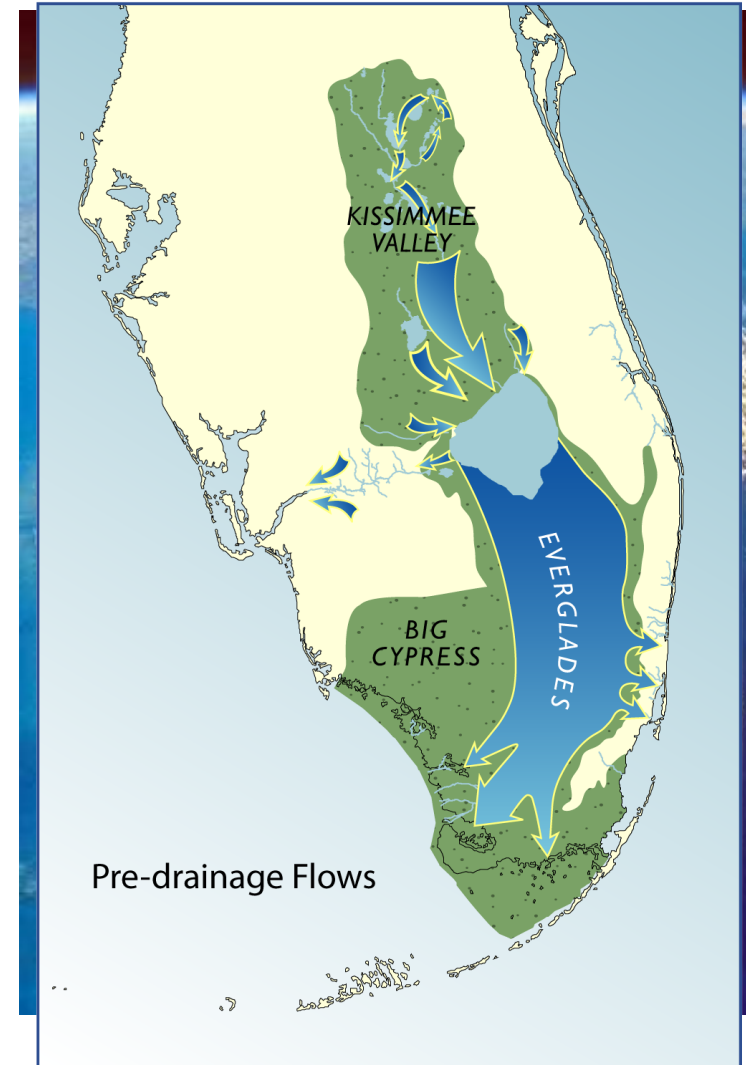 KISSIMMEE
VALLEY
EVERGLADES
BIG
CYPRESS
Pre-drainage Flows